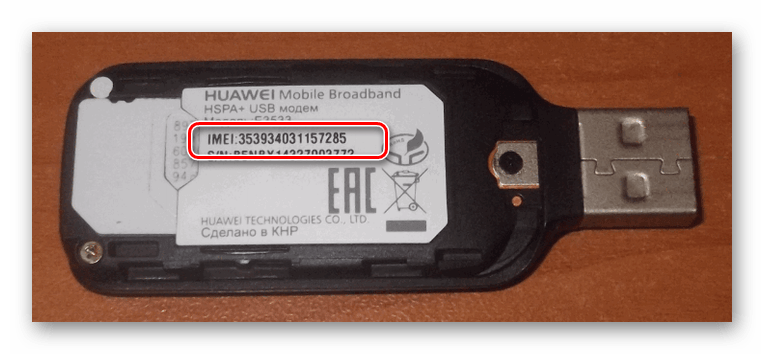 HUAWEI Mobile Broadband
HSPA+ USB модем
IMEI:353934031157285
EAC
HUAWEI TECHNOLOGIES CO., LTD.
Сделано в КНР